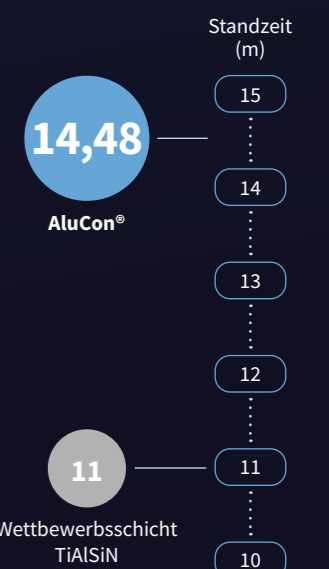 Standzeit
(m)
15
14,48
14
AluCon®
13
12
11
11
Wettbewerbsschicht
TiAlSiN
10